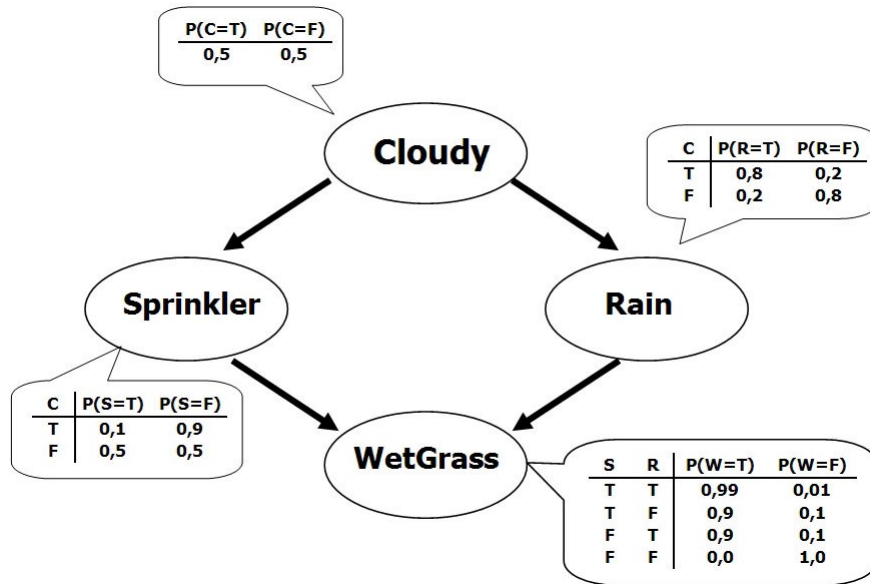 P(C=T) P(C=F)
0,5 0,5
Cloudy
C P(R=T) P(R=F)
T 0,8 0,2
F 0,2 0,8
Sprinkler
Rain
C P(S=T) P(S=F)
T 0,1 0,9
F 0,5 0,5
WetGrass
S R P(W=T) P(W=F)
T T 0,99 0,01
T F 0,9 0,1
F T 0,9 0,1
F F 0,0 1,0